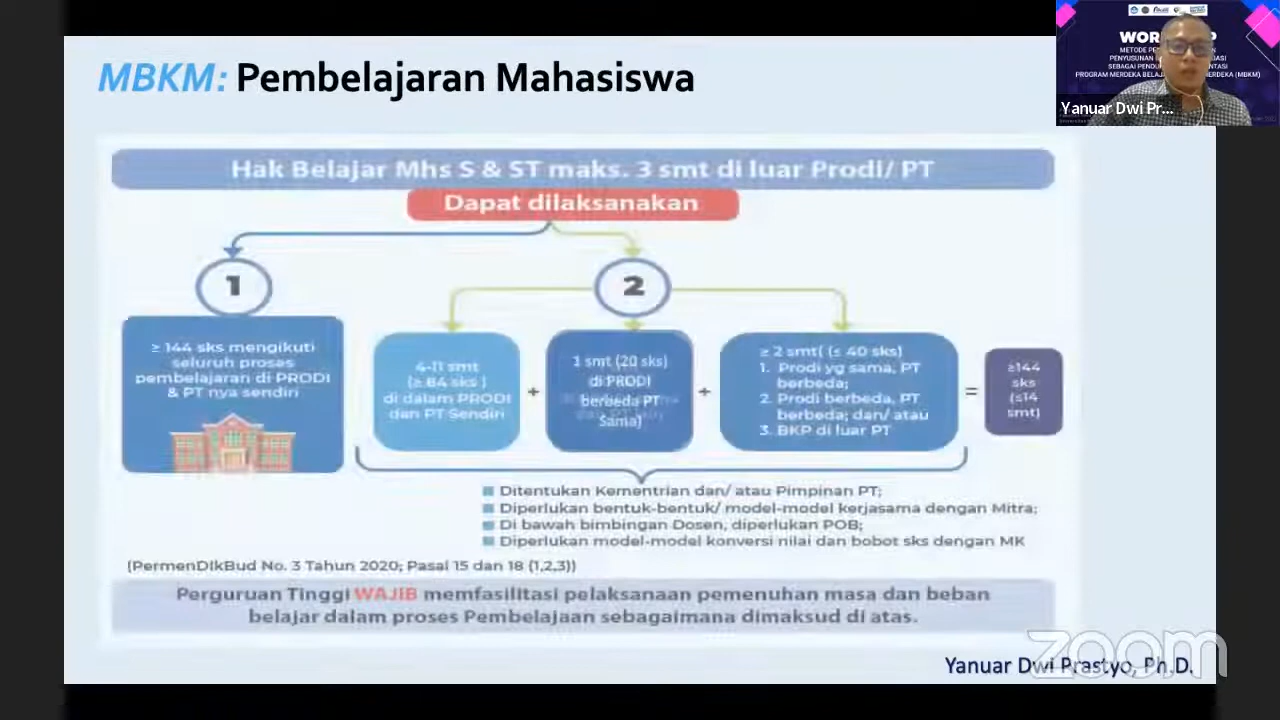 MBKM: Pembelajaran Mahasiswa
Hak Belajar Mhs S & ST maks. 3 smt di luar Prodi/ PT
Dapat dilaksanakan
1
2
≥ 144 sks mengikuti
seluruh proses
pembelajaran di PRODI
& PT nya sendiri
4-11 smt
(≥ 84 sks )
di dalam PRODI
dan PT Sendiri
+
1 smt (20 sks)
di PRODI
berbeda PT
Sama)
+
≥ 2 smt( (≤ 40 sks)
1. Prodi yg sama, PT
berbeda;
2. Prodi berbeda, PT
berbeda; dan/ atau
3. BKP di luar PT
=
≥144
sks
(≤14
smt)
Ditentukan Kementrian dan/ atau Pimpinan PT;
Diperlukan bentuk-bentuk/ model-model kerjasama dengan Mitra;
Di bawah bimbingan Dosen, diperlukan POB;
Diperlukan model-model konversi nilai dan bobot sks dengan MK
(PermenDIkBud No. 3 Tahun 2020; Pasal 15 dan 18 (1,2,3))
Perguruan Tinggi WAJIB memfasilitasi pelaksanaan pemenuhan masa dan beban
belajar dalam proses Pembelajaan sebagaimana dimaksud di atas.
Yanuar Dwi Prastyo, Ph.D.
zoom
METODE
PENYUSUNAN
SEBAGAI
PROGRAM MERDEKA (MBKM)
Yanuar Dwi Pr...